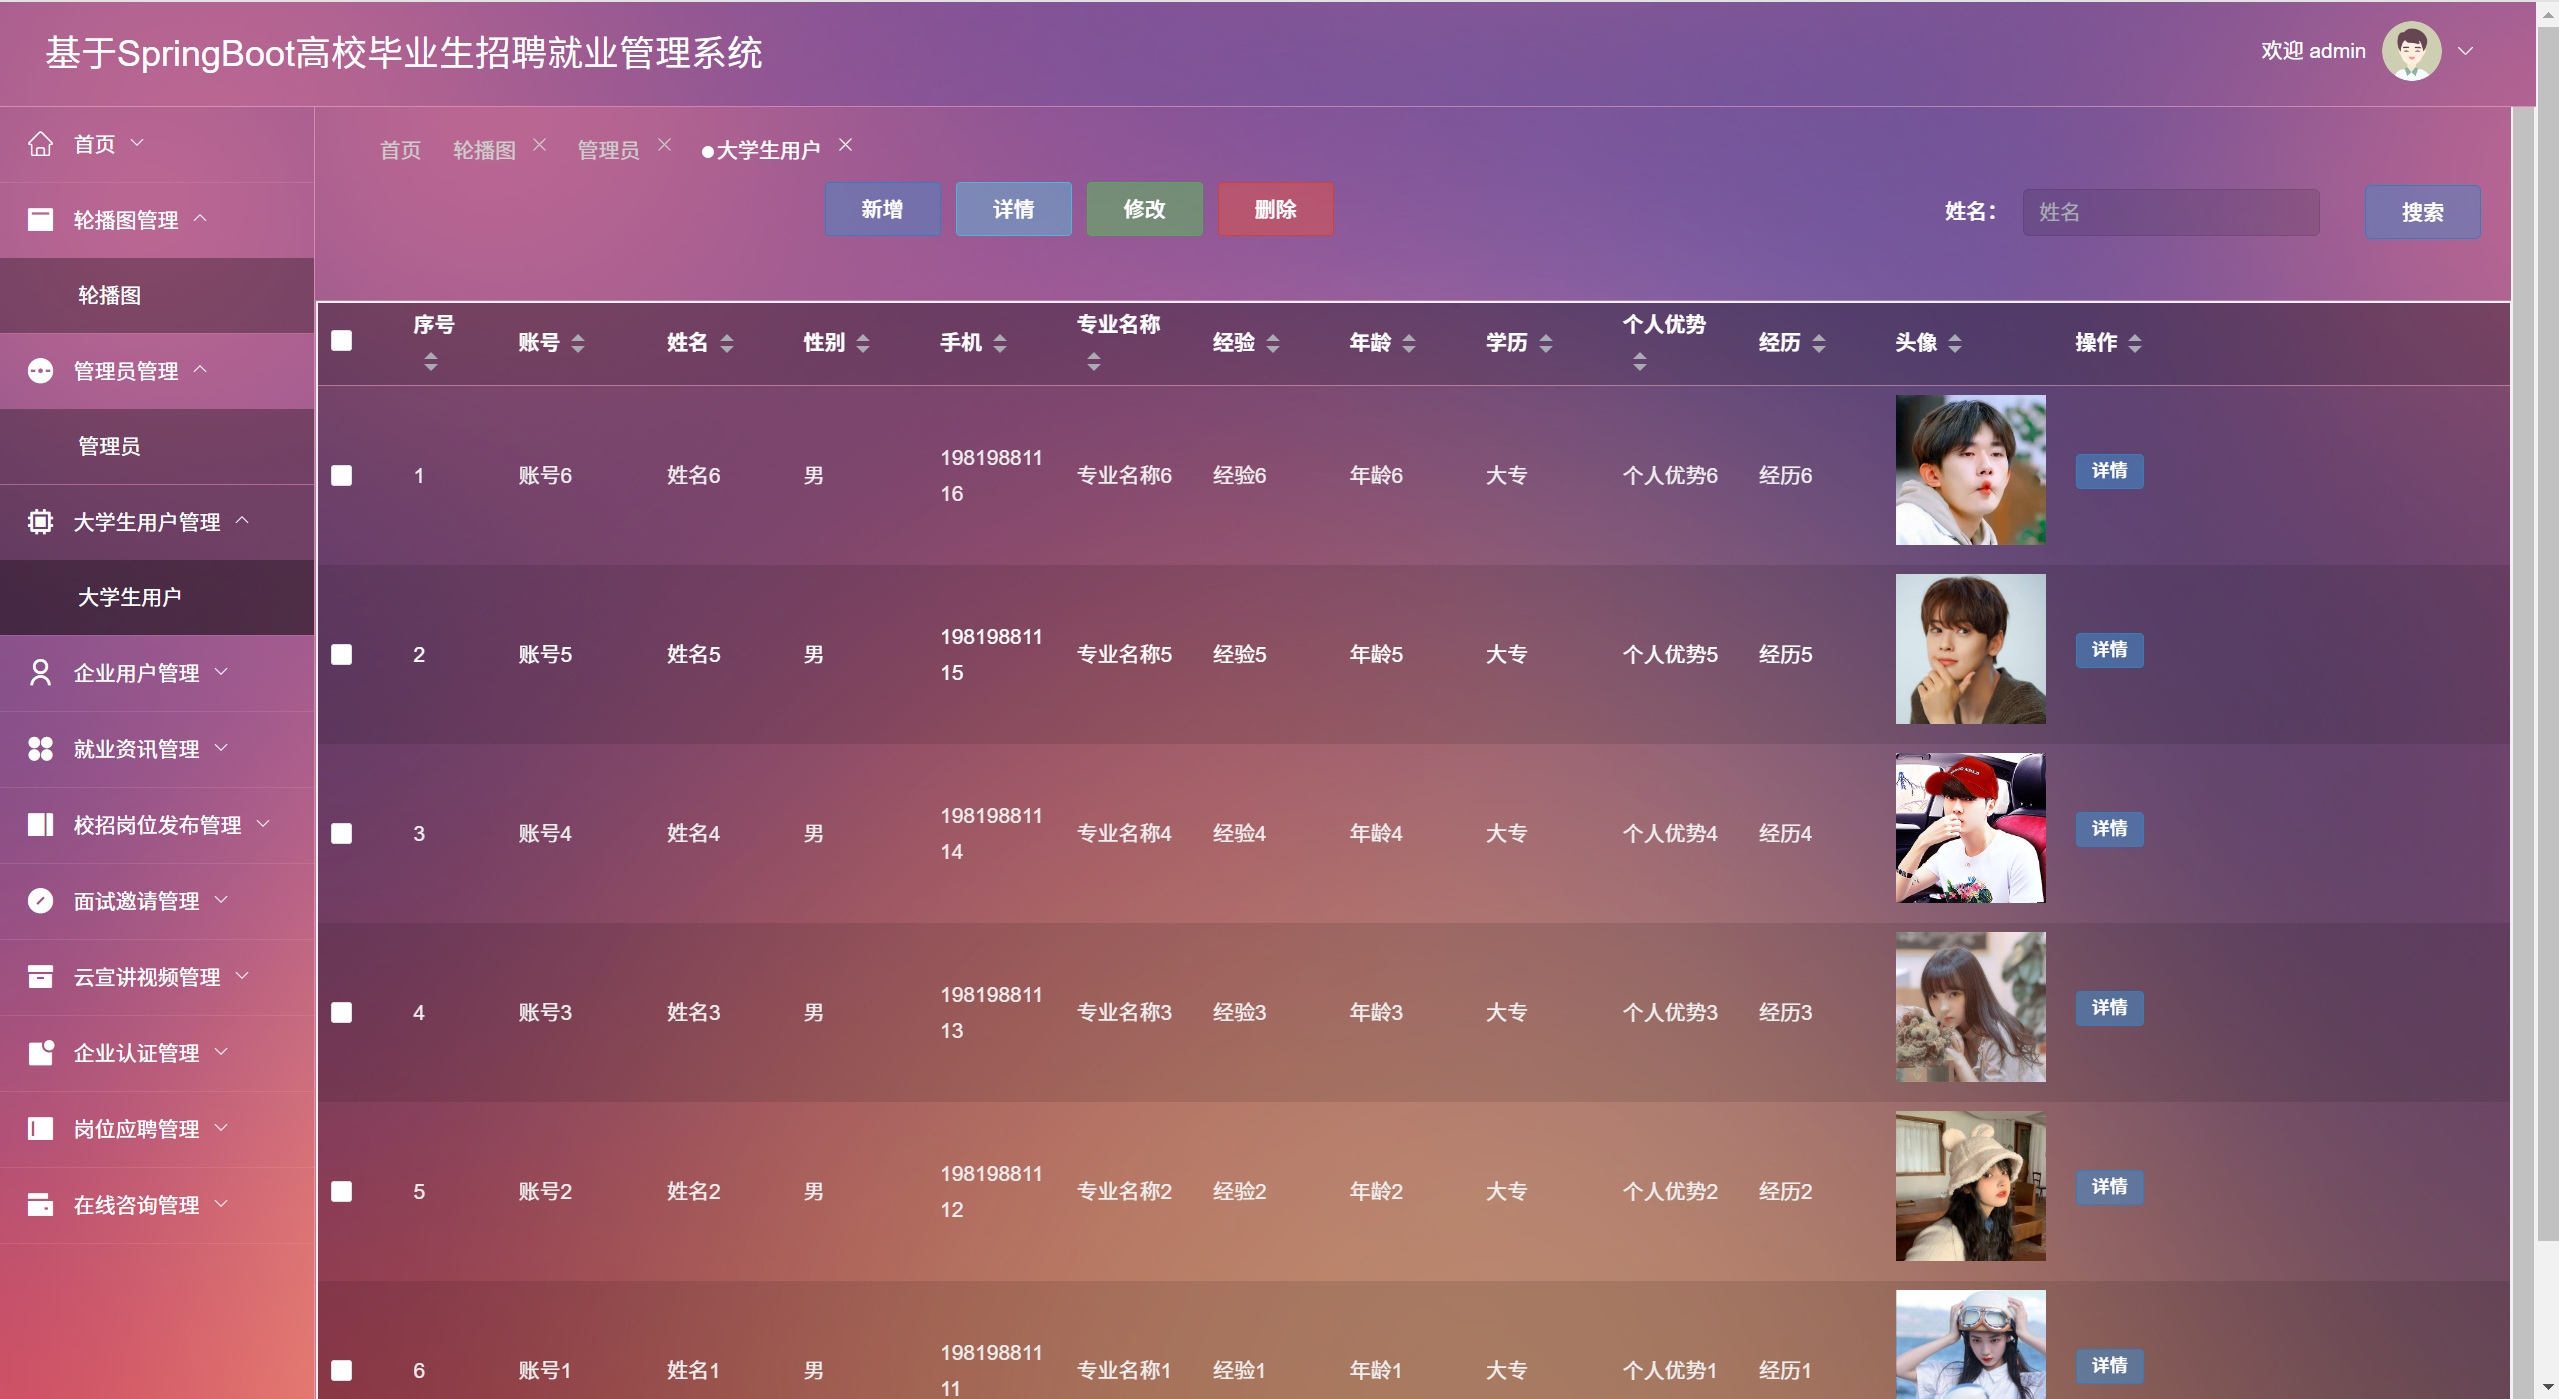 基于SpringBoot高校毕业生招聘就业管理系统
欢迎 admin
首页
轮播图管理
轮播图
管理员管理
管理员
大学生用户管理
大学生用户
企业用户管理
就业资讯管理
校招岗位发布管理
面试邀请管理
云宣讲视频管理
企业认证管理
岗位应聘管理
在线咨询管理
首页 轮播图 管理员 大学生用户
新增 详情 修改 删除
姓名： 姓名 搜索
序号 账号 姓名 性别 手机 专业名称 经验 年龄 学历 个人优势 经历 头像 操作
1 账号6 姓名6 男 19819881116 专业名称6 经验6 年龄6 大专 个人优势6 经历6 详情
2 账号5 姓名5 男 19819881115 专业名称5 经验5 年龄5 大专 个人优势5 经历5 详情
3 账号4 姓名4 男 19819881114 专业名称4 经验4 年龄4 大专 个人优势4 经历4 详情
4 账号3 姓名3 男 19819881113 专业名称3 经验3 年龄3 大专 个人优势3 经历3 详情
5 账号2 姓名2 男 19819881112 专业名称2 经验2 年龄2 大专 个人优势2 经历2 详情
6 账号1 姓名1 男 19819881111 专业名称1 经验1 年龄1 大专 个人优势1 经历1 详情